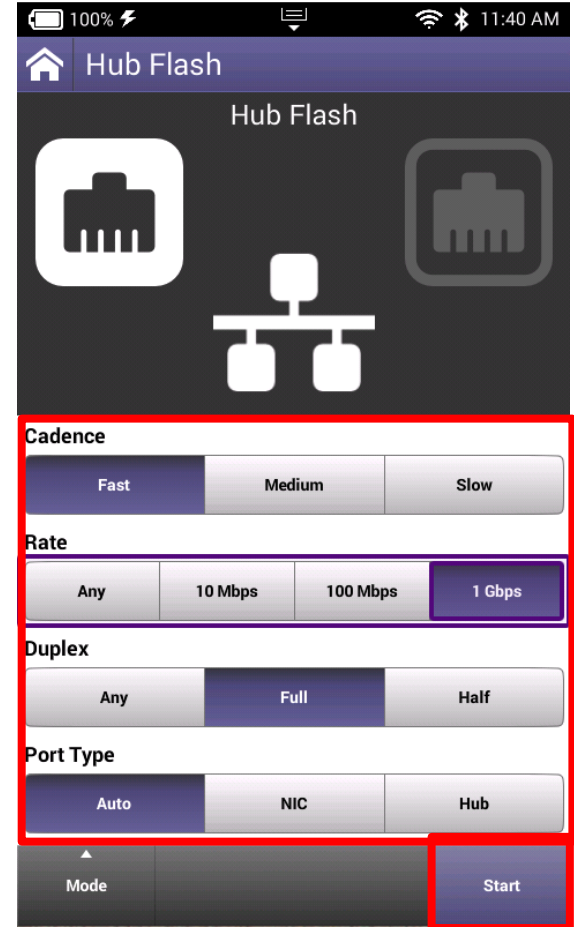 100% 11:40 AM
Hub Flash
Hub Flash
Cadence
Fast Medium Slow
Rate
Any 10 Mbps 100 Mbps 1 Gbps
Duplex
Any Full Half
Port Type
Auto NIC Hub
Mode Start